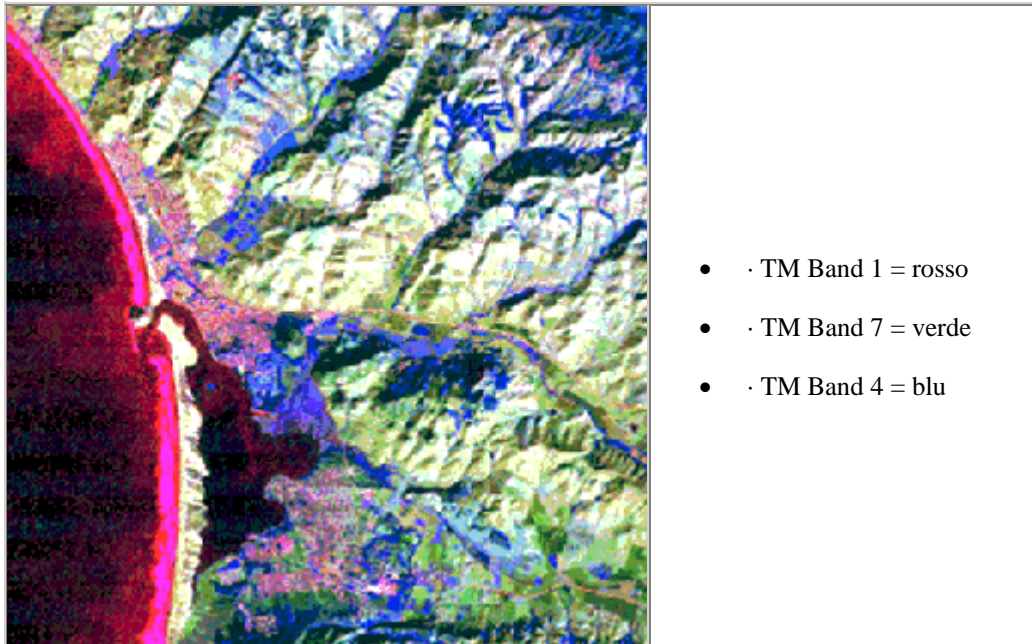 · TM Band 1 = rosso
· TM Band 7 = verde
· TM Band 4 = blu